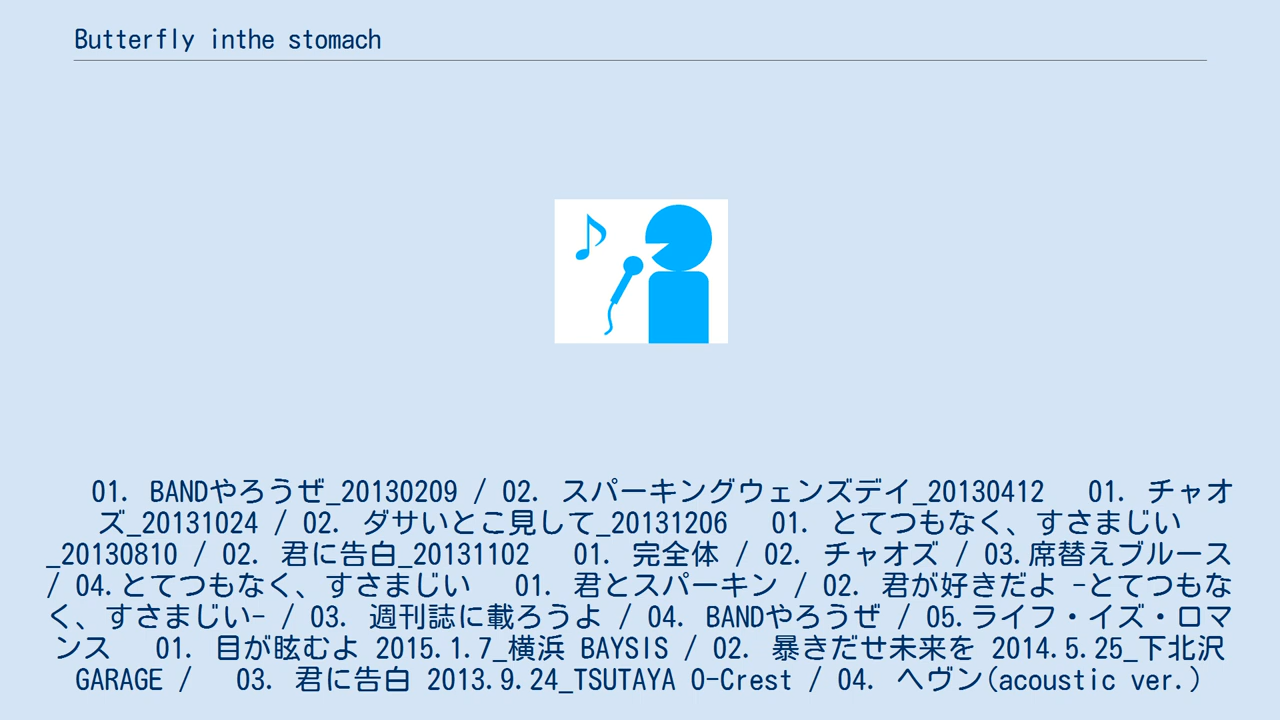 Butterfly inthe stomach
01. BANDやろうぜ_20130209 / 02. スパーキングウェンズデイ_20130412　01. チャオ
ズ_20131024 / 02. ダサいとこ見して_20131206　01. とてつもなく、すさまじい
_20130810 / 02. 君に告白_20131102　01. 完全体 / 02. チャオズ / 03.席替えブルース
/ 04.とてつもなく、すさまじい　01. 君とスパーキン / 02. 君が好きだよ -とてつもな
く、すさまじい- / 03. 週刊誌に載ろうよ / 04. BANDやろうぜ / 05.ライフ・イズ・ロマ
ンス　01. 目が眩むよ 2015.1.7_横浜 BAYSIS / 02. 暴きだせ未来を 2014.5.25_下北沢
GARAGE /　03. 君に告白 2013.9.24_TSUTAYA O-Crest / 04. ヘヴン(acoustic ver.)